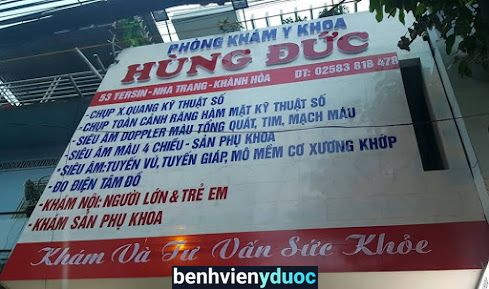 PHÒNG KHÁM Y KHOA
HÙNG ĐỨC
53 YERSIN - NHA TRANG - KHÁNH HÒA ĐT: 02583 818 478
- CHỤP X.QUANG KỸ THUẬT SỐ
- CHỤP TOÀN CẢNH RĂNG HÀM MẶT KỸ THUẬT SỐ
- SIÊU ÂM DOPPLER MÀU TỔNG QUÁT, TIM, MẠCH MÁU
- SIÊU ÂM MÀU 4 CHIỀU - SẢN PHỤ KHOA
- SIÊU ÂM: TUYẾN VÚ, TUYẾN GIÁP, MÔ MỀM CƠ XƯƠNG KHỚP
- ĐO ĐIỆN TÂM ĐỒ
- KHÁM NỘI: NGƯỜI LỚN & TRẺ EM
- KHÁM SẢN PHỤ KHOA
Khám Và Tư Vấn Sức Khỏe
benhvienyduoc